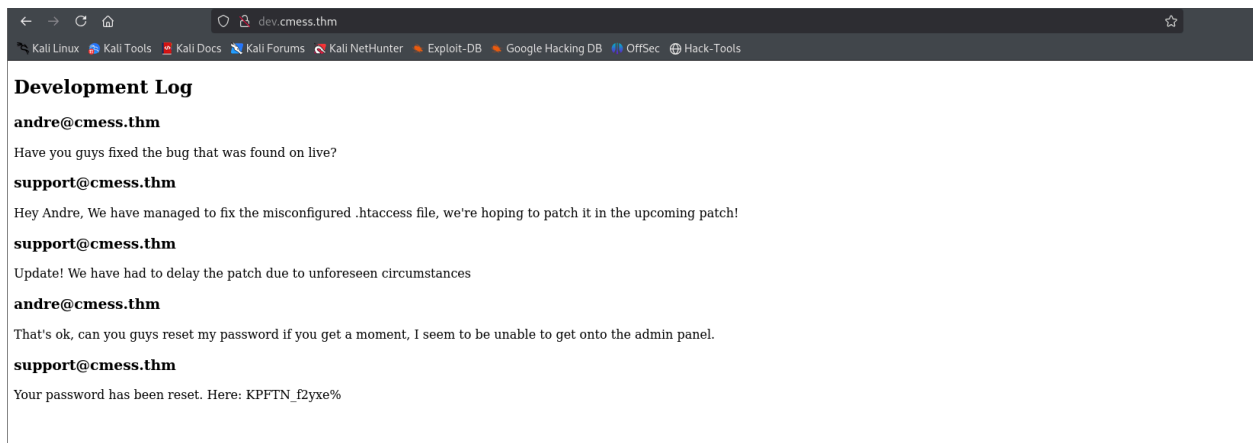 dev.cmess.thm
Kali Linux Kali Tools Kali Docs Kali Forums Kali NetHunter Exploit-DB Google Hacking DB OffSec Hack-Tools
Development Log
andre@cmess.thm
Have you guys fixed the bug that was found on live?
support@cmess.thm
Hey Andre, We have managed to fix the misconfigured .htaccess file, we're hoping to patch it in the upcoming patch!
support@cmess.thm
Update! We have had to delay the patch due to unforeseen circumstances
andre@cmess.thm
That's ok, can you guys reset my password if you get a moment, I seem to be unable to get onto the admin panel.
support@cmess.thm
Your password has been reset. Here: KPFTN_f2yxe%